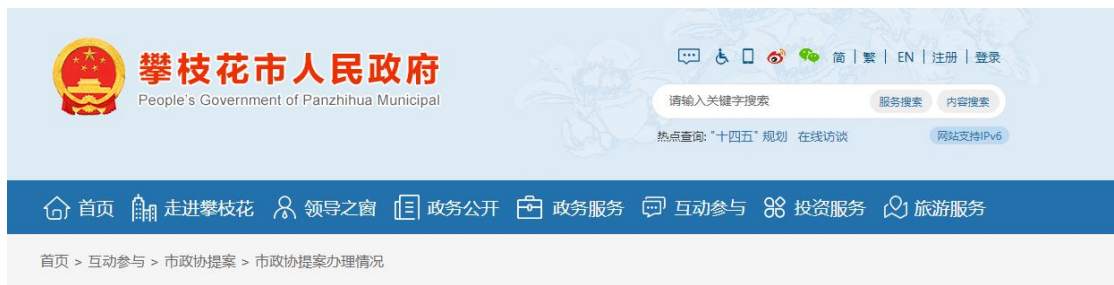 攀枝花市人民政府
People's Government of Panzhihua Municipal
简 | 繁 | EN | 注册 | 登录
请输入关键字搜索 服务搜索 内容搜索
热点查询: "十四五" 规划 在线访谈 网站支持IPv6
首页 走进攀枝花 领导之窗 政务公开 政务服务 互动参与 投资服务 旅游服务
首页 > 互动参与 > 市政协提案 > 市政协提案办理情况